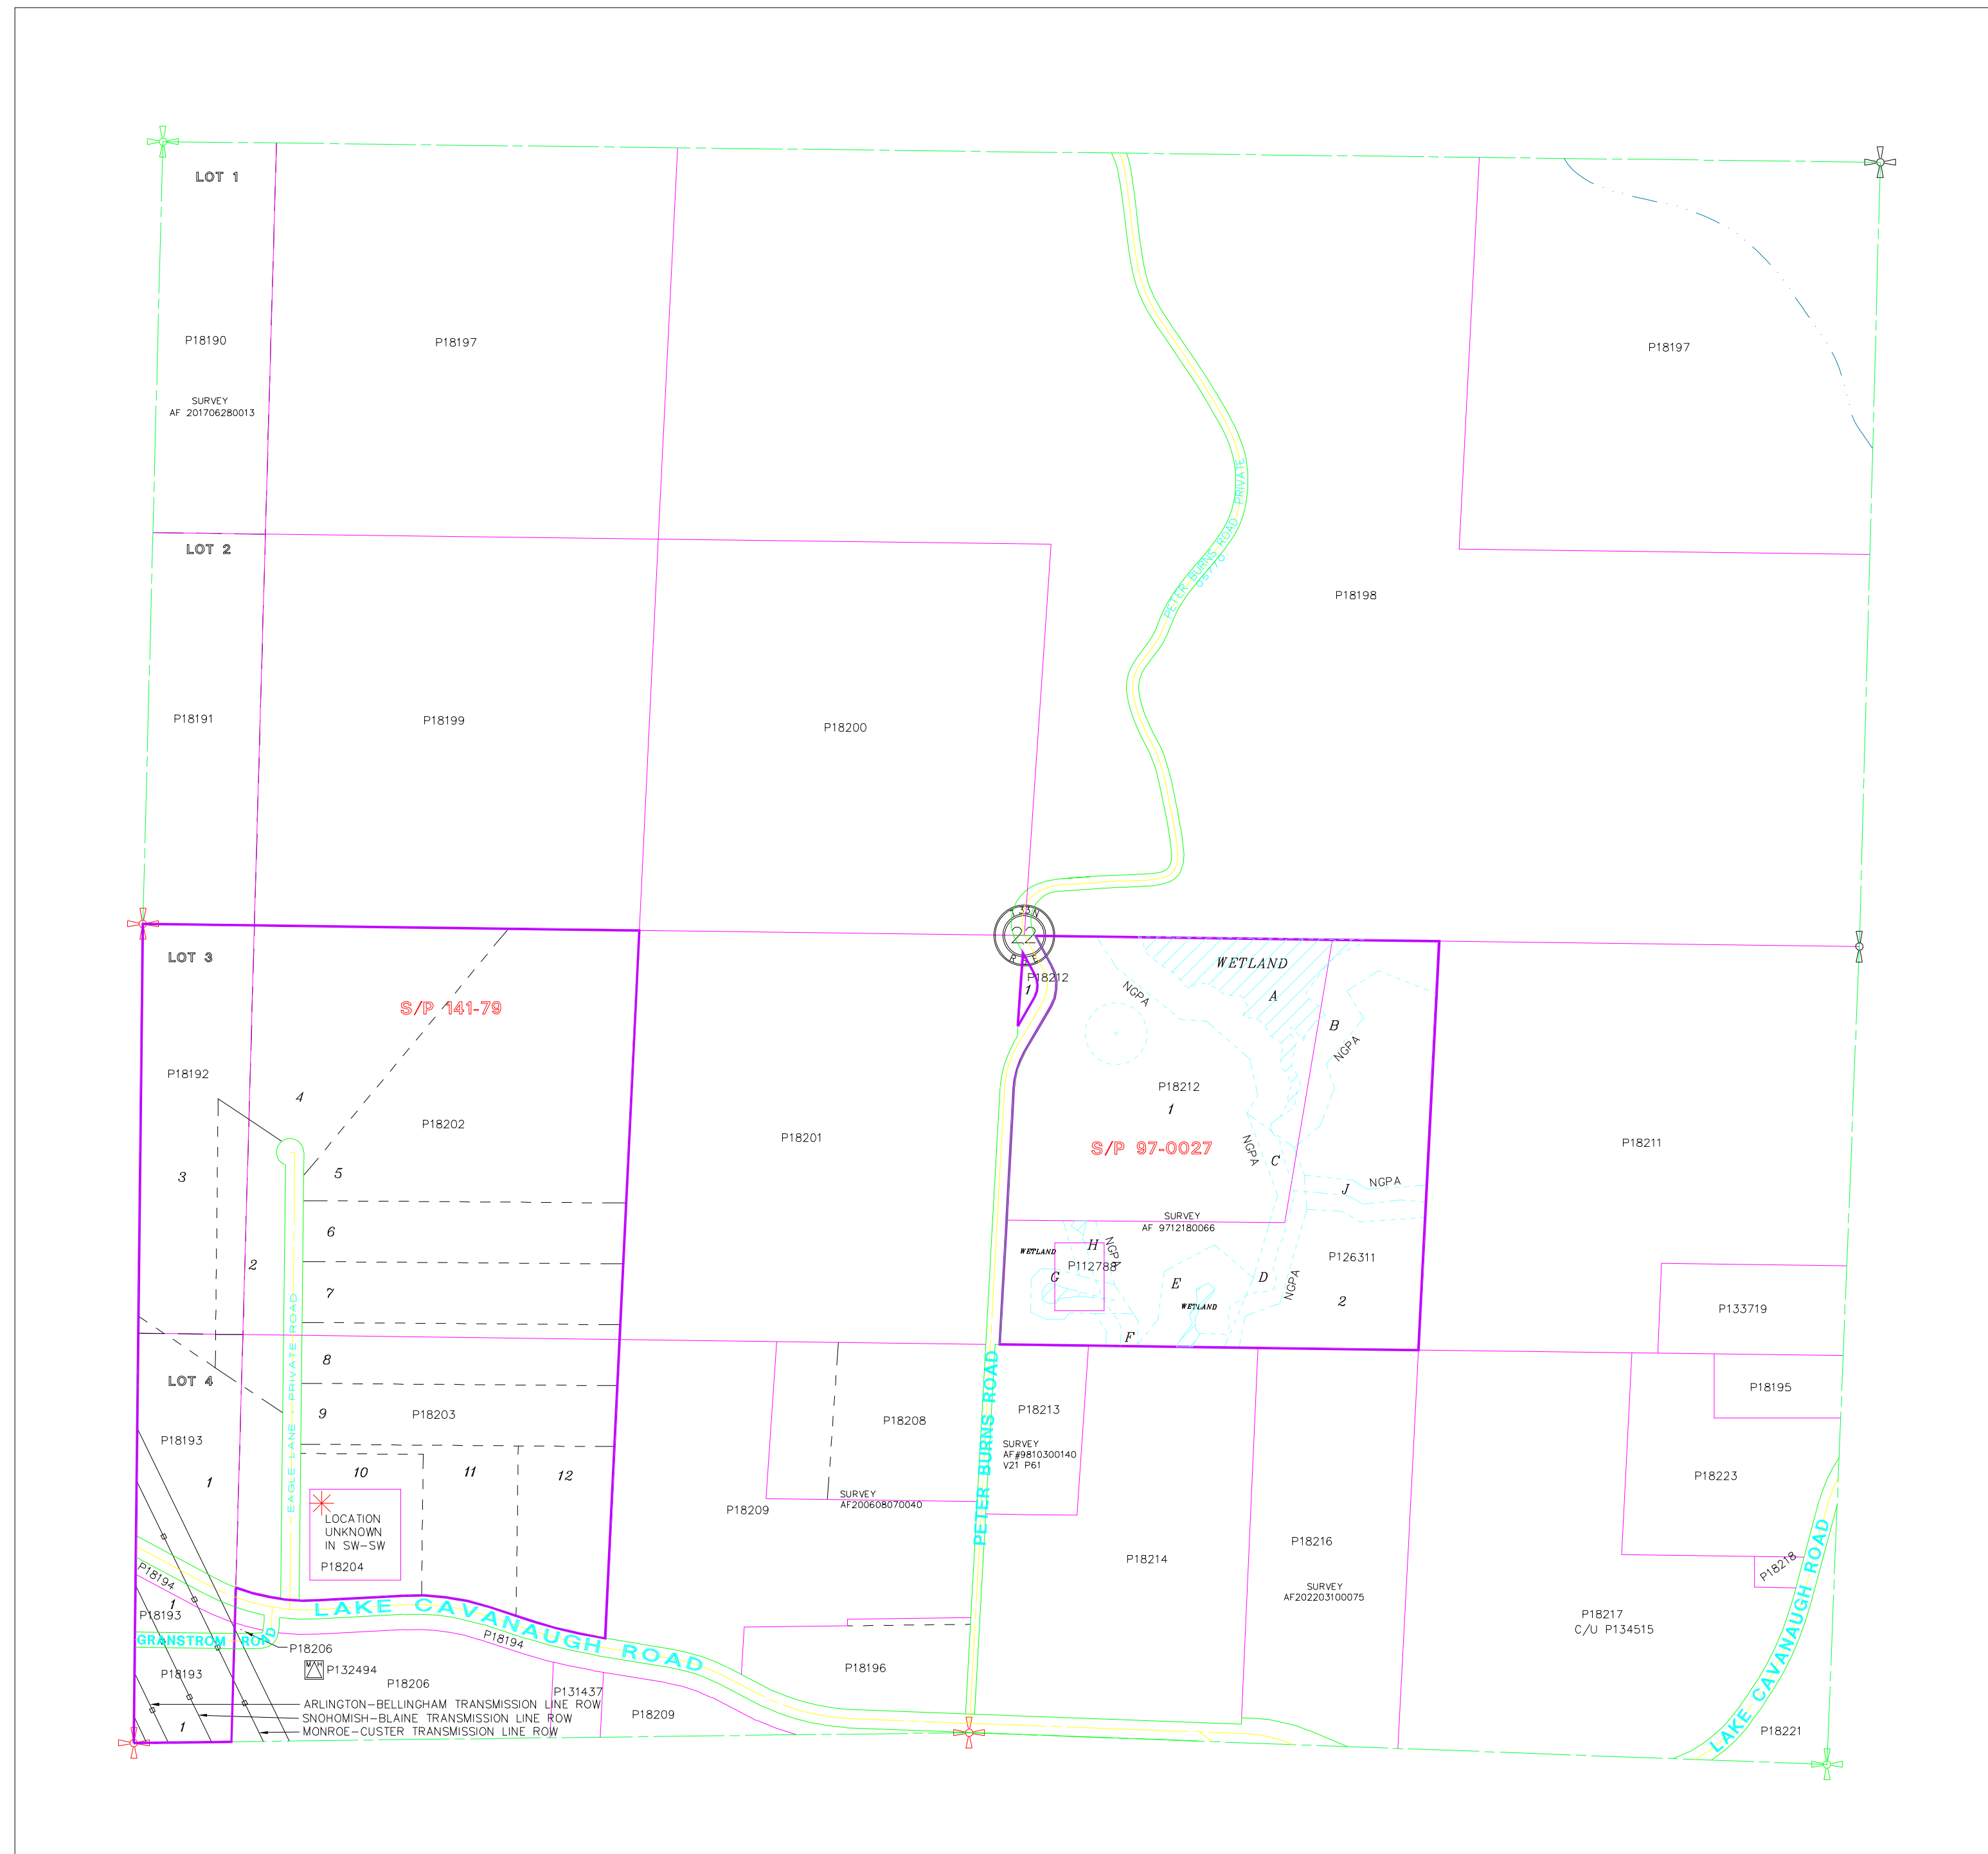 LOT 1
P18190
P18197
P18197
SURVEY
AF 201706280013
PETER BURNS ROAD PRIVATE
05770
LOT 2
P18198
P18191
P18199
P18200
T 33N
22
LOT 3
S/P 141-79
P18212
1
WETLAND
A
NGPA
B
NGPA
P18192
4
P18202
P18201
P18212
1
S/P 97-0027
P18211
NGPA
C
3
5
J
NGPA
SURVEY
AF 9712180066
6
2
WETLAND
H
NGPA
P112788
G
E
D
NGPA
P126311
2
WETLAND
F
7
P133719
EAGLE LANE - PRIVATE ROAD
8
LOT 4
9
P18203
P18208
PETER BURNS ROAD
P18213
P18195
P18193
SURVEY
AF#9810300140
V21 P61
1
10
11
12
P18223
SURVEY
AF200608070040
P18209
LOCATION
UNKNOWN
IN SW-SW
P18204
P18216
P18214
P18218
SURVEY
AF202203100075
P18194
1
P18193
LAKE CAVANAUGH ROAD
P18217
C/U P134515
LAKE CAVANAUGH ROAD
GRANSTROM ROAD
P18206
P18194
P18193
M H
P132494
P18206
P18196
P131437
P18209
ARLINGTON-BELLINGHAM TRANSMISSION LINE ROW
SNOHOMISH-BLAINE TRANSMISSION LINE ROW
MONROE-CUSTER TRANSMISSION LINE ROW
1
P18221